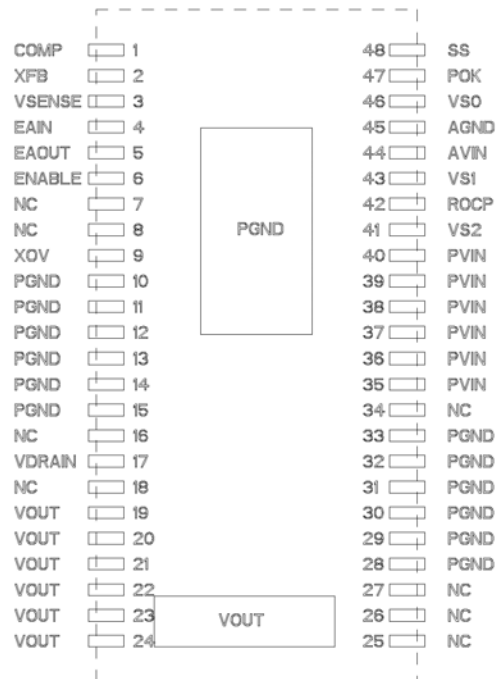 COMP 1 48 SS
XFB 2 47 POK
VSENSE 3 46 VS0
EAIN 4 45 AGND
EAOUT 5 44 AVIN
ENABLE 6 43 VS1
NC 7 42 ROCP
NC 8 PGND 41 VS2
XOV 9 40 PVIN
PGND 10 39 PVIN
PGND 11 38 PVIN
PGND 12 37 PVIN
PGND 13 36 PVIN
PGND 14 35 PVIN
PGND 15 34 NC
NC 16 33 PGND
VDRAIN 17 32 PGND
NC 18 31 PGND
VOUT 19 30 PGND
VOUT 20 29 PGND
VOUT 21 28 PGND
VOUT 22 27 NC
VOUT 23 VOUT 26 NC
VOUT 24 25 NC